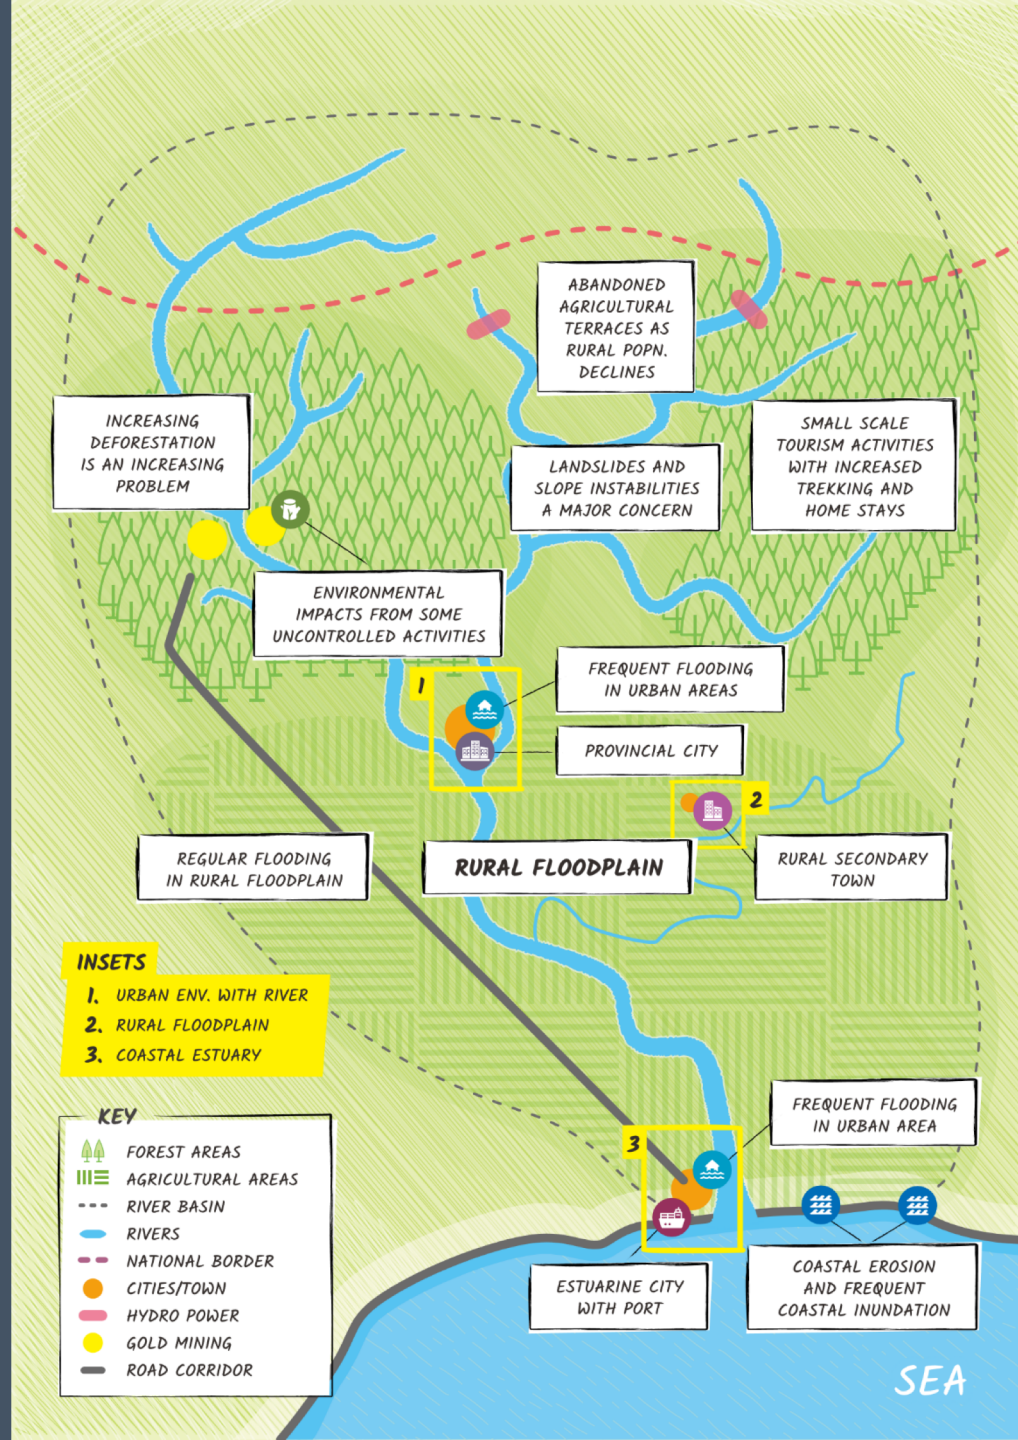 ABANDONED
AGRICULTURAL
TERRACES AS
RURAL POPN.
DECLINES
INCREASING
DEFORESTATION
IS AN INCREASING
PROBLEM
LANDSLIDES AND
SLOPE INSTABILITIES
A MAJOR CONCERN
SMALL SCALE
TOURISM ACTIVITIES
WITH INCREASED
TREKKING AND
HOME STAYS
ENVIRONMENTAL
IMPACTS FROM SOME
UNCONTROLLED ACTIVITIES
1
FREQUENT FLOODING
IN URBAN AREAS
PROVINCIAL CITY
2
REGULAR FLOODING
IN RURAL FLOODPLAIN
RURAL FLOODPLAIN
RURAL SECONDARY
TOWN
INSETS
1. URBAN ENV. WITH RIVER
2. RURAL FLOODPLAIN
3. COASTAL ESTUARY
FREQUENT FLOODING
IN URBAN AREA
3
KEY
FOREST AREAS
AGRICULTURAL AREAS
RIVER BASIN
RIVERS
NATIONAL BORDER
CITIES/TOWN
HYDRO POWER
GOLD MINING
ROAD CORRIDOR
ESTUARINE CITY
WITH PORT
COASTAL EROSION
AND FREQUENT
COASTAL INUNDATION
SEA